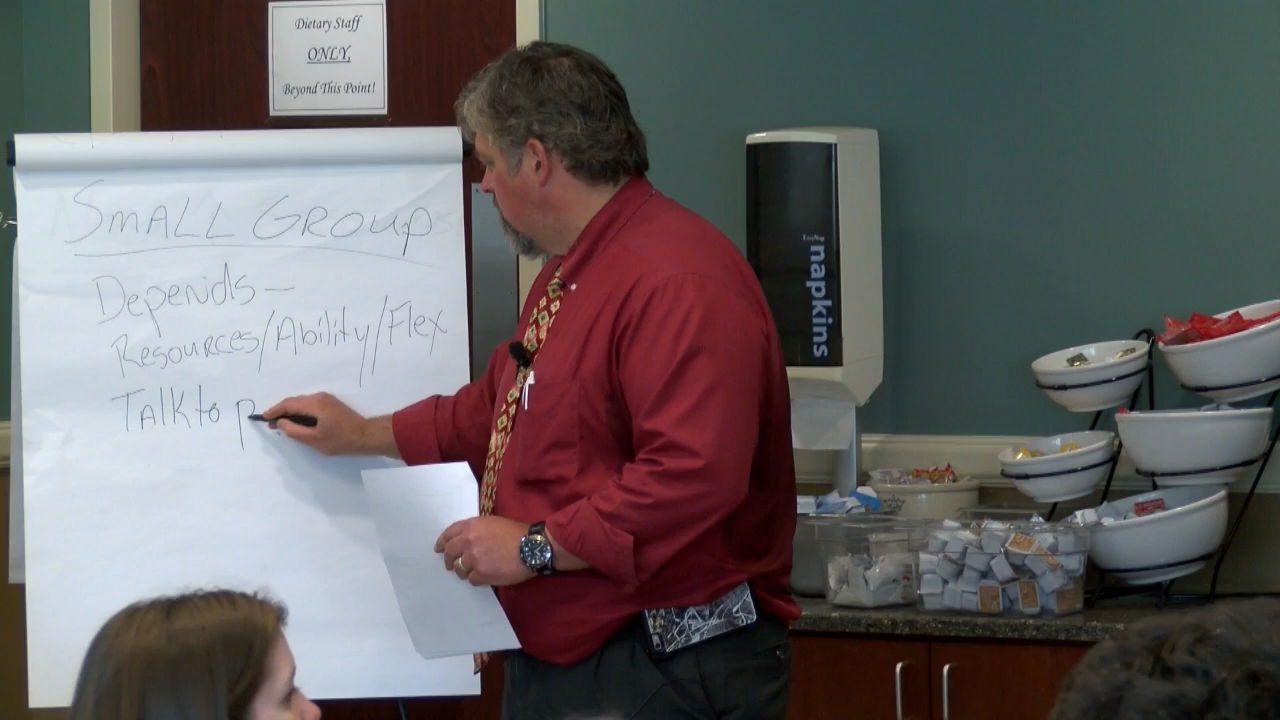 Dietary Staff
ONLY,
Beyond This Point!
SMALL GROUP
Depends –
Resources/Ability/Flex
Talk to p
napkins